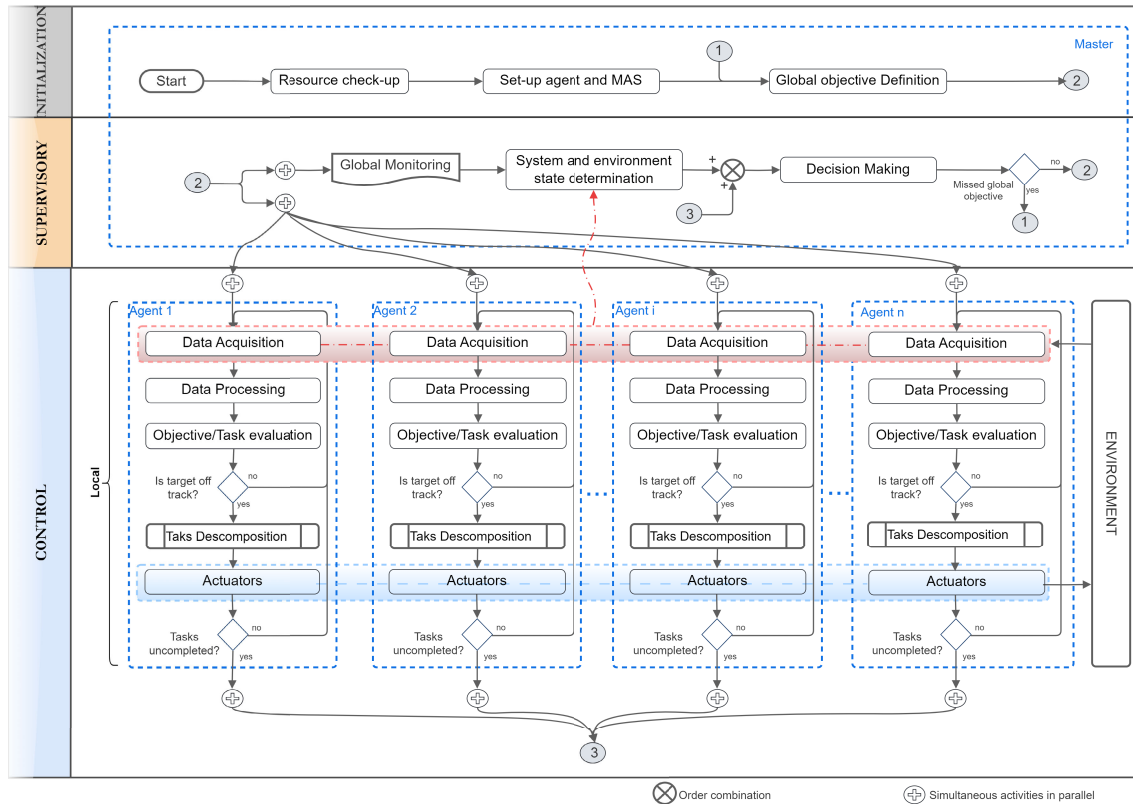 INITIALIZATION
Master
Start
Resource check-up
Set-up agent and MAS
1
Global objective Definition
2
SUPERVISORY
2
Global Monitoring
System and environment
state determination
+
+
3
Decision Making
Missed global
objective
no
yes
2
1
CONTROL
Local
Agent 1
Data Acquisition
Data Processing
Objective/Task evaluation
Is target off
track?
no
yes
Taks Descomposition
Actuators
Tasks
uncompleted?
no
yes
Agent 2
Data Acquisition
Data Processing
Objective/Task evaluation
Is target off
track?
no
yes
Taks Descomposition
Actuators
Tasks
uncompleted?
no
yes
...
Agent i
Data Acquisition
Data Processing
Objective/Task evaluation
Is target off
track?
no
yes
Taks Descomposition
Actuators
Tasks
uncompleted?
no
yes
...
Agent n
Data Acquisition
Data Processing
Objective/Task evaluation
Is target off
track?
no
yes
Taks Descomposition
Actuators
Tasks
uncompleted?
no
yes
ENVIRONMENT
3
Order combination
Simultaneous activities in parallel